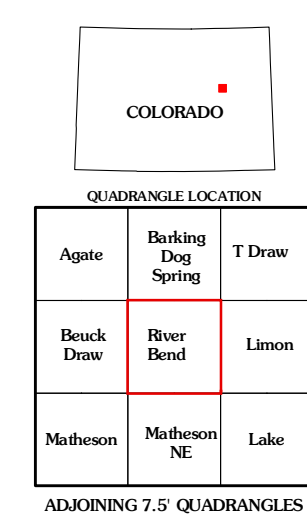 COLORADO
QUADRANGLE LOCATION
Agate
Barking
Dog
Spring
T Draw
Beuck
Draw
River
Bend
Limon
Matheson
Matheson
NE
Lake
ADJOINING 7.5' QUADRANGLES